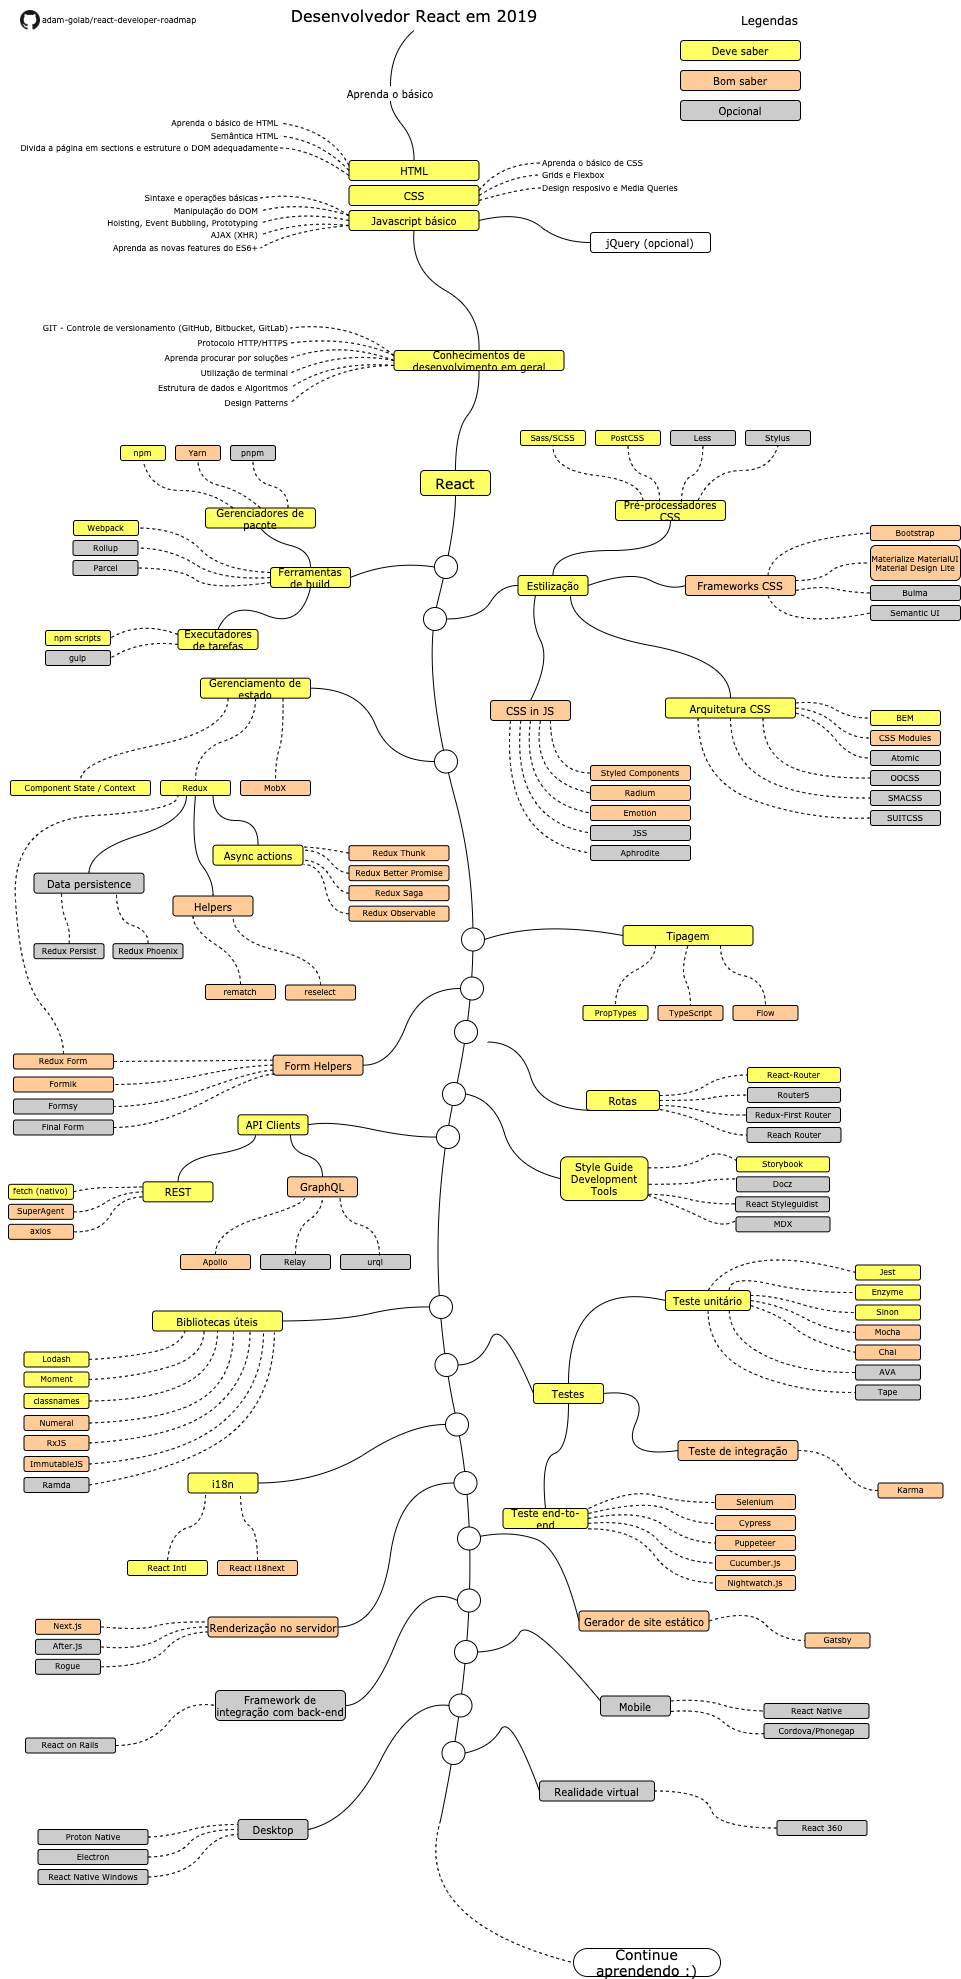 adam-golab/react-developer-roadmap
Desenvolvedor React em 2019
Legendas
Deve saber
Bom saber
Opcional
Aprenda o básico
Aprenda o básico de HTML
Semântica HTML
Divida a página em sections e estruture o DOM adequadamente
HTML
CSS
Javascript básico
Aprenda o básico de CSS
Grids e Flexbox
Design resposivo e Media Queries
Sintaxe e operações básicas
Manipulação do DOM
Hoisting, Event Bubbling, Prototyping
AJAX (XHR)
Aprenda as novas features do ES6+
jQuery (opcional)
GIT - Controle de versionamento (GitHub, Bitbucket, GitLab)
Protocolo HTTP/HTTPS
Aprenda procurar por soluções
Utilização de terminal
Estrutura de dados e Algoritmos
Design Patterns
Conhecimentos de
desenvolvimento em geral
React
npm
Yarn
pnpm
Gerenciadores de
pacote
Webpack
Rollup
Parcel
Ferramentas
de build
npm scripts
gulp
Executadores
de tarefas
Sass/SCSS
PostCSS
Less
Stylus
Pré-processadores
CSS
Estilização
Frameworks CSS
Bootstrap
Materialize MaterialUI
Material Design Lite
Bulma
Semantic UI
CSS in JS
Styled Components
Radium
Emotion
JSS
Aphrodite
Arquitetura CSS
BEM
CSS Modules
Atomic
OOCSS
SMACSS
SUITCSS
Gerenciamento de
estado
Component State / Context
Redux
MobX
Async actions
Redux Thunk
Redux Better Promise
Redux Saga
Redux Observable
Data persistence
Helpers
Redux Persist
Redux Phoenix
rematch
reselect
Tipagem
PropTypes
TypeScript
Flow
Form Helpers
Redux Form
Formik
Formsy
Final Form
Rotas
React-Router
Router5
Redux-First Router
Reach Router
API Clients
REST
GraphQL
fetch (nativo)
SuperAgent
axios
Apollo
Relay
urql
Style Guide
Development
Tools
Storybook
Docz
React Styleguidist
MDX
Bibliotecas úteis
Lodash
Moment
classnames
Numeral
RxJS
ImmutableJS
Ramda
Teste unitário
Jest
Enzyme
Sinon
Mocha
Chai
AVA
Tape
Testes
Teste de integração
Karma
Teste end-to-
end
Selenium
Cypress
Puppeteer
Cucumber.js
Nightwatch.js
i18n
React Intl
React i18next
Renderização no servidor
Next.js
After.js
Rogue
Gerador de site estático
Gatsby
Framework de
integração com back-end
React on Rails
Mobile
React Native
Cordova/Phonegap
Realidade virtual
React 360
Desktop
Proton Native
Electron
React Native Windows
Continue
aprendendo ;)